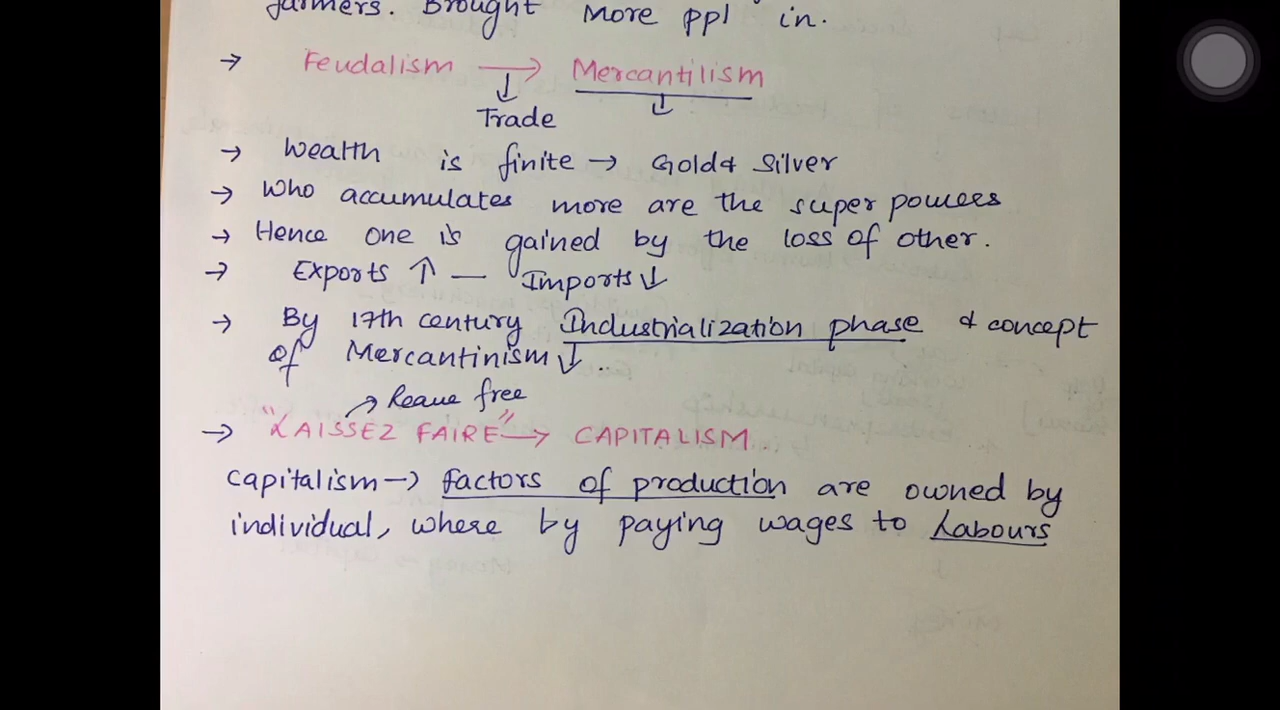 farmers. Brought More ppl in.
→ Feudalism → Mercantilism
↓ ↓
Trade
→ Wealth is finite → Gold & Silver
→ Who accumulates more are the super powers
→ Hence one is gained by the loss of other.
→ Exports ↑ — Imports ↓
→ By 17th century Industrialization phase & concept
of Mercantinism ↓ ..
→ Leave free
→ "LAISSEZ FAIRE" → CAPITALISM
capitalism → factors of production are owned by
individual, where by paying wages to Labours